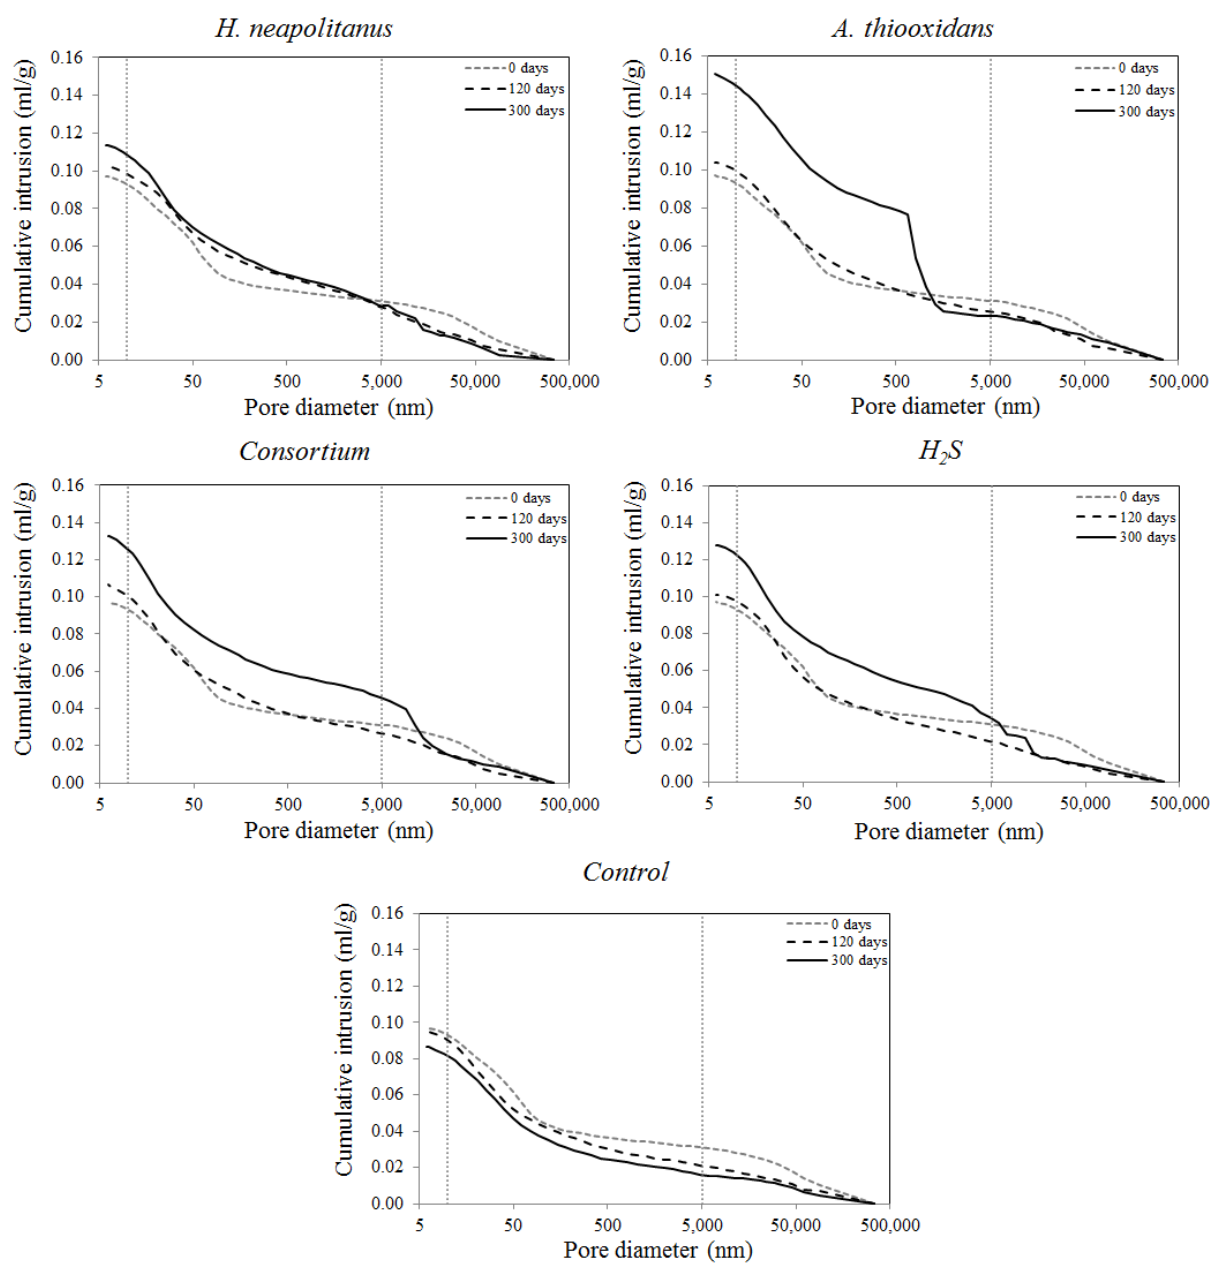 H. neapolitanus
Cumulative intrusion (ml/g)
0.16
0.14
0.12
0.10
0.08
0.06
0.04
0.02
0.00
0 days
120 days
300 days
5 50 500 5,000 50,000 500,000
Pore diameter (nm)
A. thiooxidans
Cumulative intrusion (ml/g)
0.16
0.14
0.12
0.10
0.08
0.06
0.04
0.02
0.00
0 days
120 days
300 days
5 50 500 5,000 50,000 500,000
Pore diameter (nm)
Consortium
Cumulative intrusion (ml/g)
0.16
0.14
0.12
0.10
0.08
0.06
0.04
0.02
0.00
0 days
120 days
300 days
5 50 500 5,000 50,000 500,000
Pore diameter (nm)
H₂S
Cumulative intrusion (ml/g)
0.16
0.14
0.12
0.10
0.08
0.06
0.04
0.02
0.00
0 days
120 days
300 days
5 50 500 5,000 50,000 500,000
Pore diameter (nm)
Control
Cumulative intrusion (ml/g)
0.16
0.14
0.12
0.10
0.08
0.06
0.04
0.02
0.00
0 days
120 days
300 days
5 50 500 5,000 50,000 500,000
Pore diameter (nm)